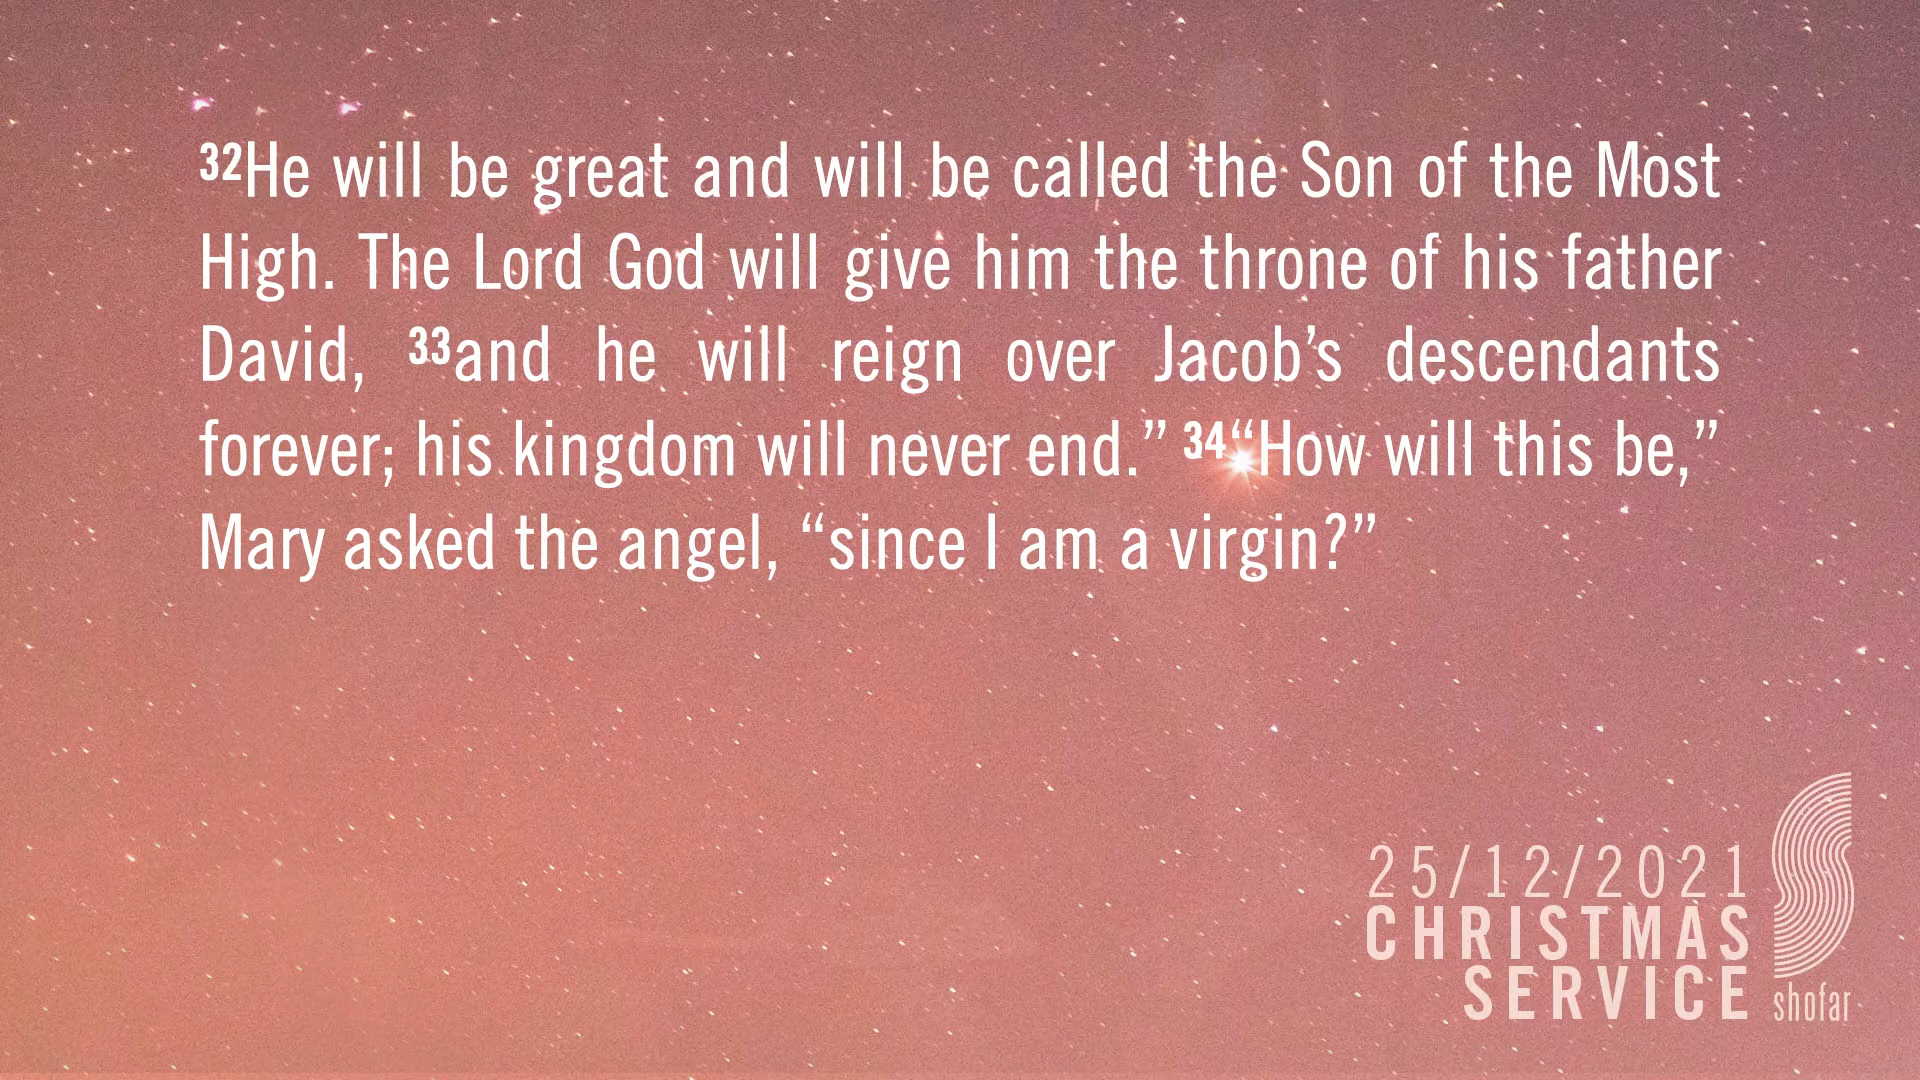 32He will be great and will be called the Son of the Most
High. The Lord God will give him the throne of his father
David, 33and he will reign over Jacob’s descendants
forever; his kingdom will never end.” 34“How will this be,”
Mary asked the angel, “since I am a virgin?”
25/12/2021
CHRISTMAS
SERVICE
shofar